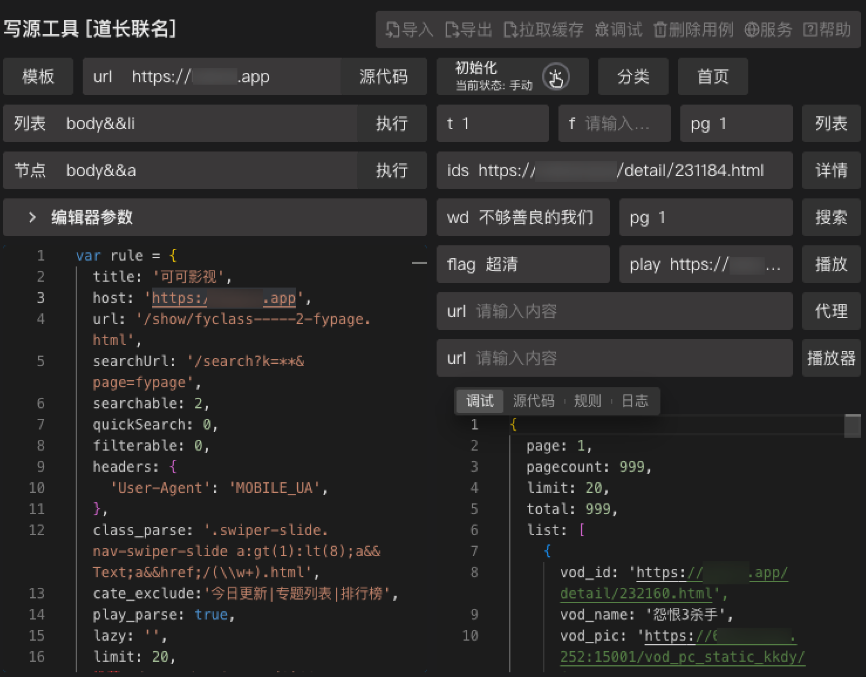 写源工具 [道长联名]
导入 导出 拉取缓存 调试 删除用例 服务 帮助
模板 url https:// .app 源代码 初始化 当前状态: 手动 分类 首页
列表 body&&li 执行 t 1 f 请输入... pg 1 列表
节点 body&&a 执行 ids https:// /detail/231184.html 详情
编辑器参数 wd 不够善良的我们 pg 1 搜索
flag 超清 play https:// ... 播放
url 请输入内容 代理
url 请输入内容 播放器
1 var rule = {
2 title: '可可影视',
3 host: 'https:/ .app',
4 url: '/show/fyclass-----2-fypage.
html',
5 searchUrl: '/search?k=**&
page=fypage',
6 searchable: 2,
7 quickSearch: 0,
8 filterable: 0,
9 headers: {
10 'User-Agent': 'MOBILE_UA',
11 },
12 class_parse: '.swiper-slide.
nav-swiper-slide a:gt(1):lt(8);a&&
Text;a&&href;/(\\w+).html',
13 cate_exclude:'今日更新|专题列表|排行榜',
14 play_parse: true,
15 lazy: '',
16 limit: 20,
调试 源代码 规则 日志
1 {
2 page: 1,
3 pagecount: 999,
4 limit: 20,
5 total: 999,
6 list: [
7 {
8 vod_id: 'https:// .app/
detail/232160.html',
9 vod_name: '怨恨3杀手',
10 vod_pic: 'https://6 .
252:15001/vod_pc_static_kkdy/